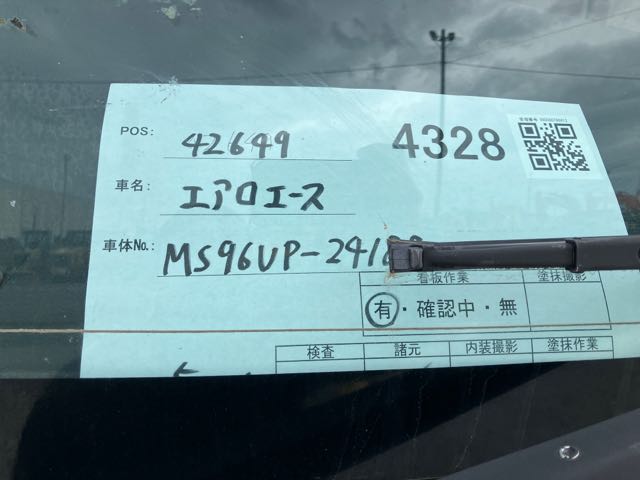 POS: 42649 4328
車名: エアロエース
車体No.: MS96VP-241
看板作業 塗抹撮影
有・確認中・無
検査 諸元 内装撮影 塗抹作業